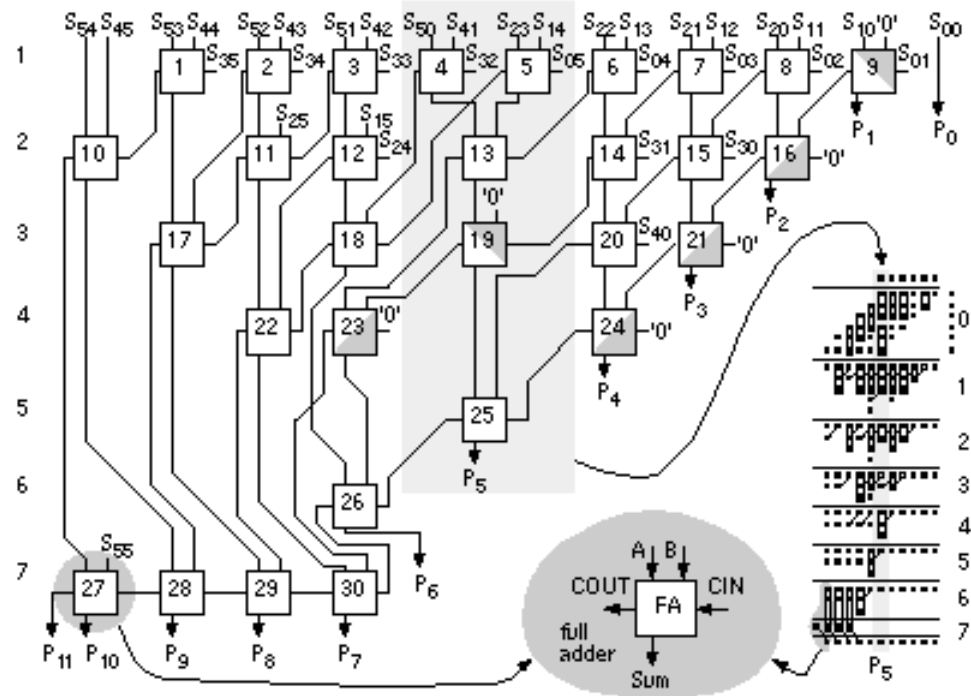 S54 S45 S53 S44 S52 S43 S51 S42 S50 S41 S23 S14 S22 S13 S21 S12 S20 S11 S10 '0' S00
1 1 S35 2 S34 3 S33 4 S32 5 S05 6 S04 7 S03 8 S02 9 S01
P1 P0
S25 S15
2 10 11 12 S24 13 14 S31 15 S30 16 '0'
'0' P2
3 17 18 19 20 S40 21 '0'
P3
4 22 23 '0' 24 '0' 0
P4 1
5 25 2
P5 3
6 26 4
S55 A B 5
7 27 28 29 30 P6 COUT FA CIN 6
full adder 7
P11 P10 P9 P8 P7 Sum P5